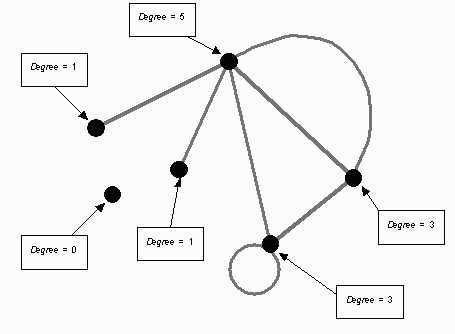 Degree = 5
Degree = 1
Degree = 3
Degree = 1
Degree = 0
Degree = 3